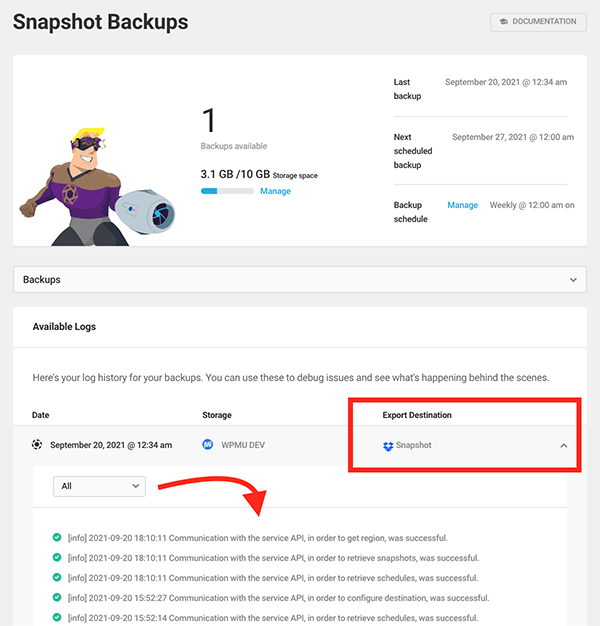 Snapshot Backups
DOCUMENTATION
1
Backups available
3.1 GB /10 GB Storage space
Manage
Last backup
September 20, 2021 @ 12:34 am
Next scheduled backup
September 27, 2021 @ 12:00 am
Backup schedule
Manage
Weekly @ 12:00 am on
Backups
Available Logs
Here's your log history for your backups. You can use these to debug issues and see what's happening behind the scenes.
Date Storage Export Destination
September 20, 2021 @ 12:34 am WPMU DEV Snapshot
All
[info] 2021-09-20 18:10:11 Communication with the service API, in order to get region, was successful.
[info] 2021-09-20 18:10:11 Communication with the service API, in order to retrieve snapshots, was successful.
[info] 2021-09-20 18:10:11 Communication with the service API, in order to retrieve schedules, was successful.
[info] 2021-09-20 15:52:27 Communication with the service API, in order to configure destination, was successful.
[info] 2021-09-20 15:52:14 Communication with the service API, in order to retrieve schedules, was successful.